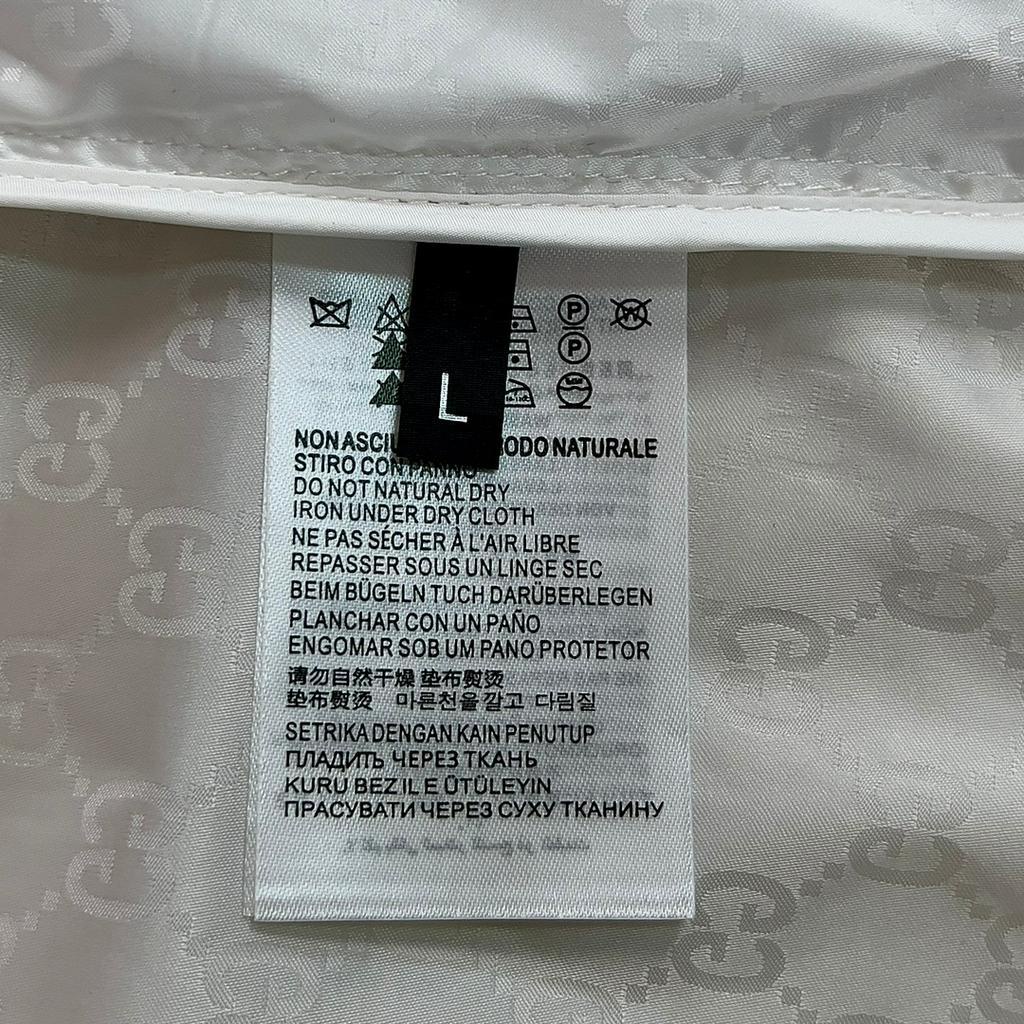 P W
P
L
NON ASCIU ODO NATURALE
STIRO CON PANNO
DO NOT NATURAL DRY
IRON UNDER DRY CLOTH
NE PAS SÉCHER À L'AIR LIBRE
REPASSER SOUS UN LINGE SEC
BEIM BÜGELN TUCH DARÜBERLEGEN
PLANCHAR CON UN PAÑO
ENGOMAR SOB UM PANO PROTETOR
请勿自然干燥 垫布熨烫
垫布熨烫 마른천을 깔고 다림질
SETRIKA DENGAN KAIN PENUTUP
ПЛАДИТЬ ЧЕРЕЗ ТКАНЬ
KURU BEZ IL E ÜTÜLEYIN
ПРАСУВАТИ ЧЕРЕЗ СУХУ ТКАНИНУ